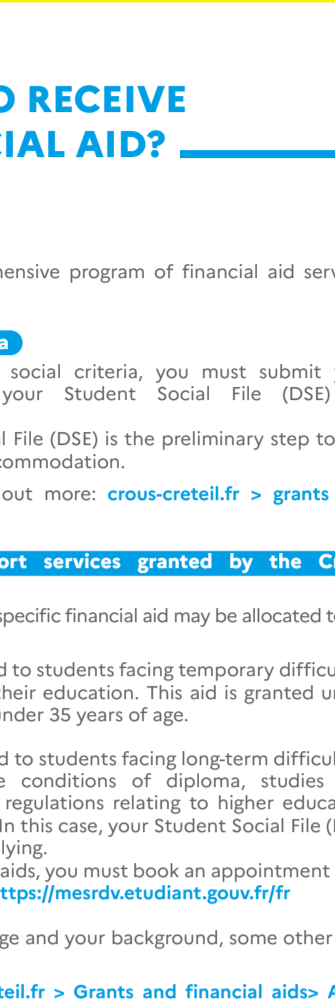 O RECEIVE
CIAL AID?
ensive program of financial aid serv
a
social criteria, you must submit
your Student Social File (DSE)
l File (DSE) is the preliminary step to
commodation.
out more: crous-creteil.fr > grants
ort services granted by the Cr
specific financial aid may be allocated to
d to students facing temporary difficu
their education. This aid is granted un
under 35 years of age.
d to students facing long-term difficul
e conditions of diploma, studies
regulations relating to higher educa
In this case, your Student Social File (
lying.
aids, you must book an appointment
ttps://mesrdv.etudiant.gouv.fr/fr
ge and your background, some other
teil.fr > Grants and financial aids> A